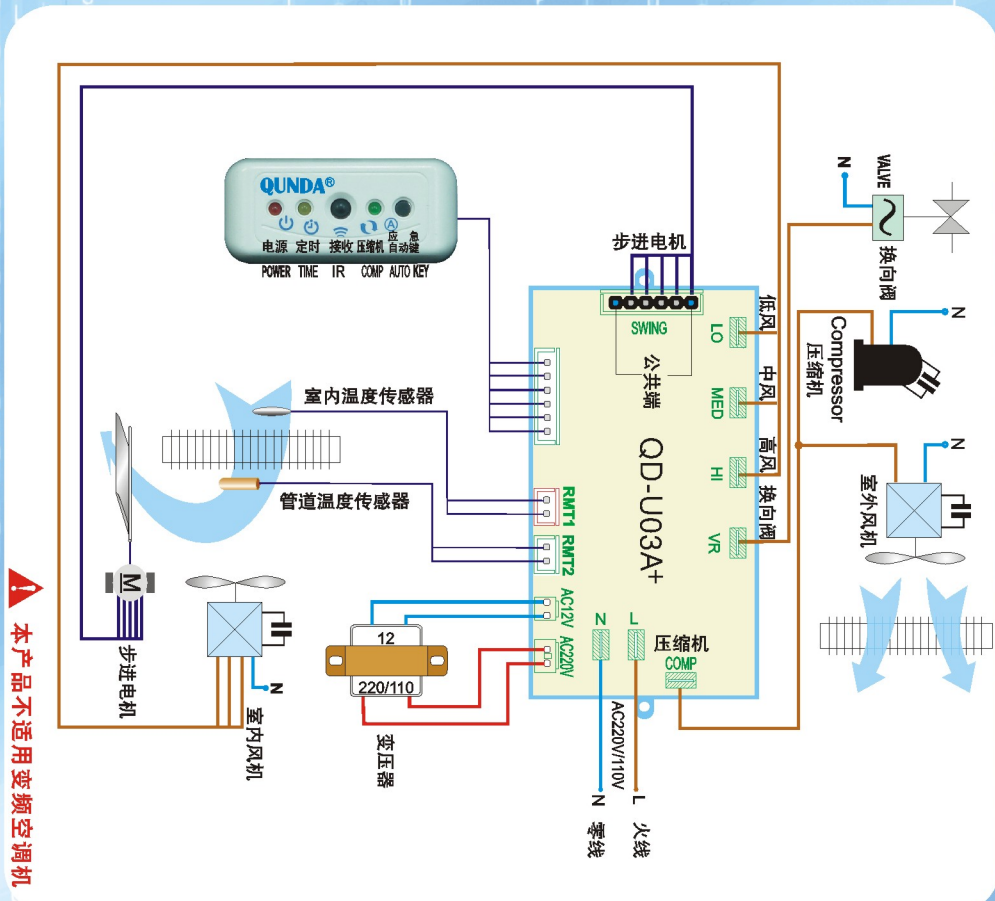 N
VALVE
换向阀
QUNDA®
电源 定时 接收 压缩机 应急
自动键
POWER TIME IR COMP AUTO KEY
步进电机
SWING
公共端
低风
LO
中风
MED
高风
HI
换向阀
VR
N
Compressor
压缩机
N
室外风机
室内温度传感器
管道温度传感器
QD-U03A+
RMT1
RMT2
AC12V
AC220V
N
L
压缩机
COMP
AC220V/110V
N 零线
L 火线
12
220/110
变压器
M
步进电机
N
室内风机
本产品不适用变频空调机